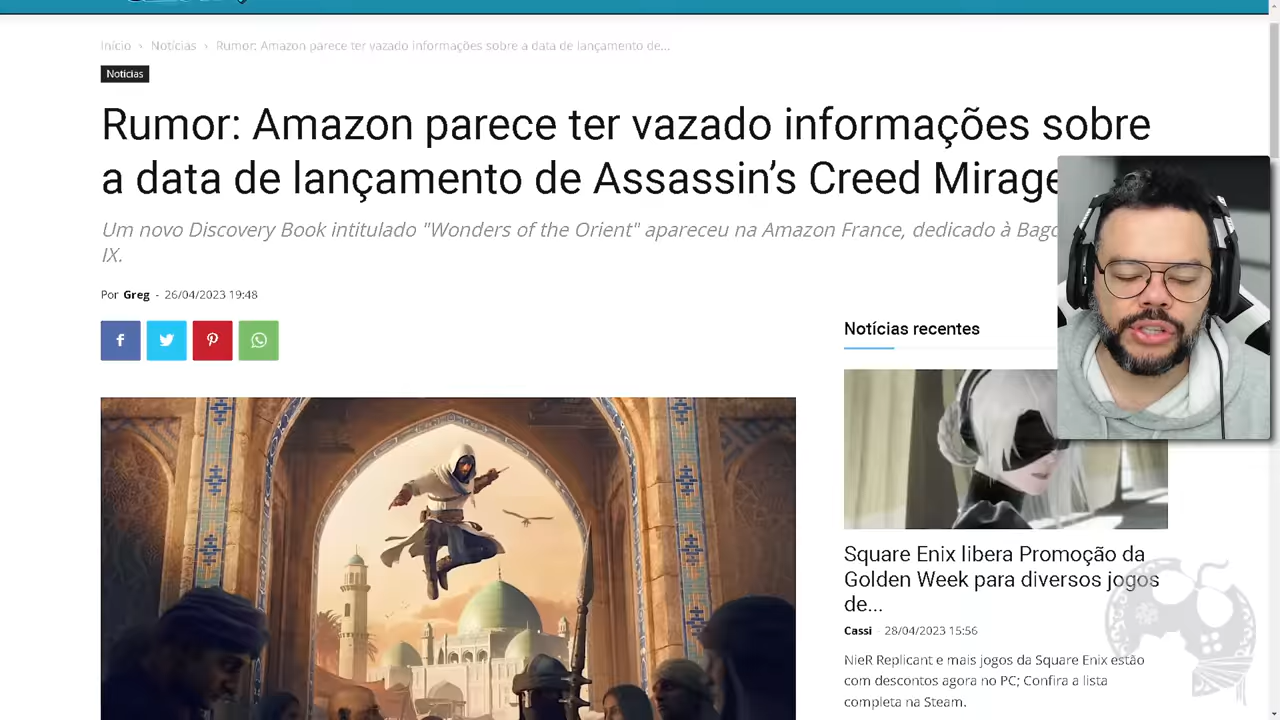 Início › Notícias › Rumor: Amazon parece ter vazado informações sobre a data de lançamento de...
Notícias
Rumor: Amazon parece ter vazado informações sobre
a data de lançamento de Assassin’s Creed Mirage
Um novo Discovery Book intitulado "Wonders of the Orient" apareceu na Amazon France, dedicado à
IX.
Por Greg - 26/04/2023 19:48
Notícias recentes
Square Enix libera Promoção da
Golden Week para diversos jogos
de...
Cassi - 28/04/2023 15:56
NieR Replicant e mais jogos da Square Enix estão
com descontos agora no PC; Confira a lista
completa na Steam.